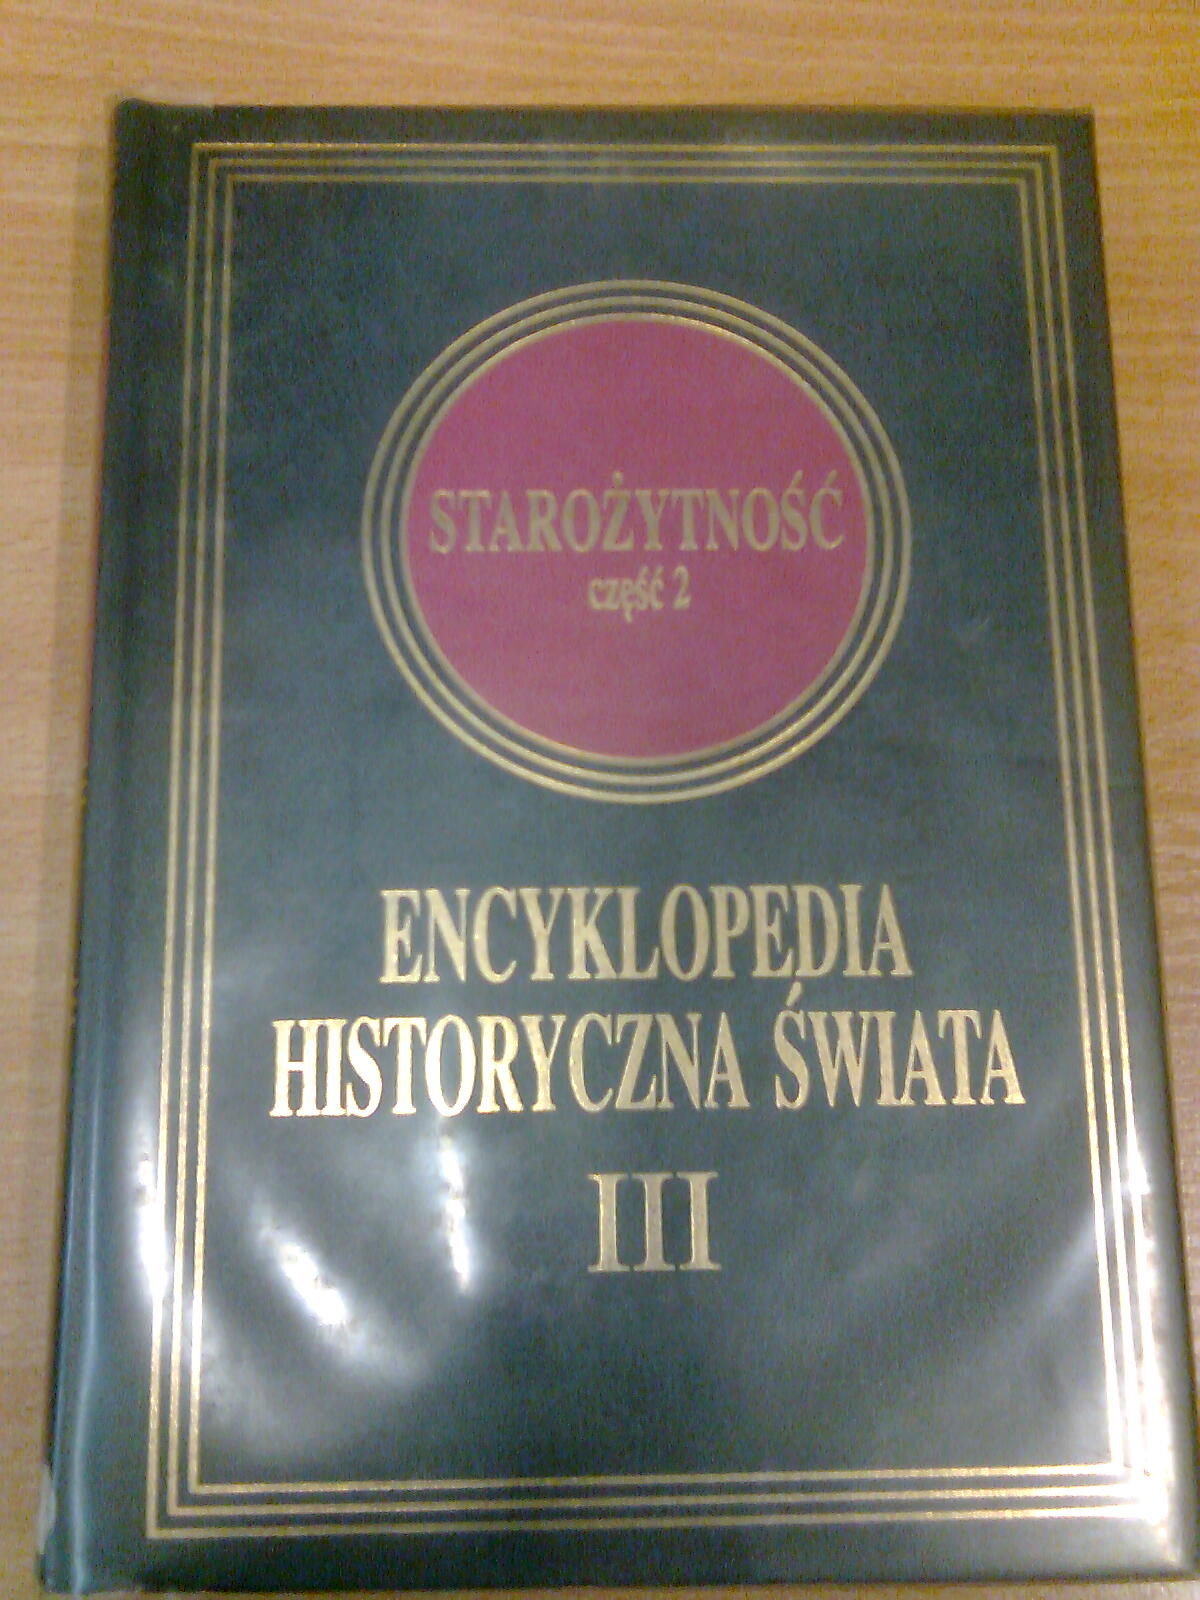 STAROŻYTNOŚĆ
część 2
ENCYKLOPEDIA
HISTORYCZNA ŚWIATA
III